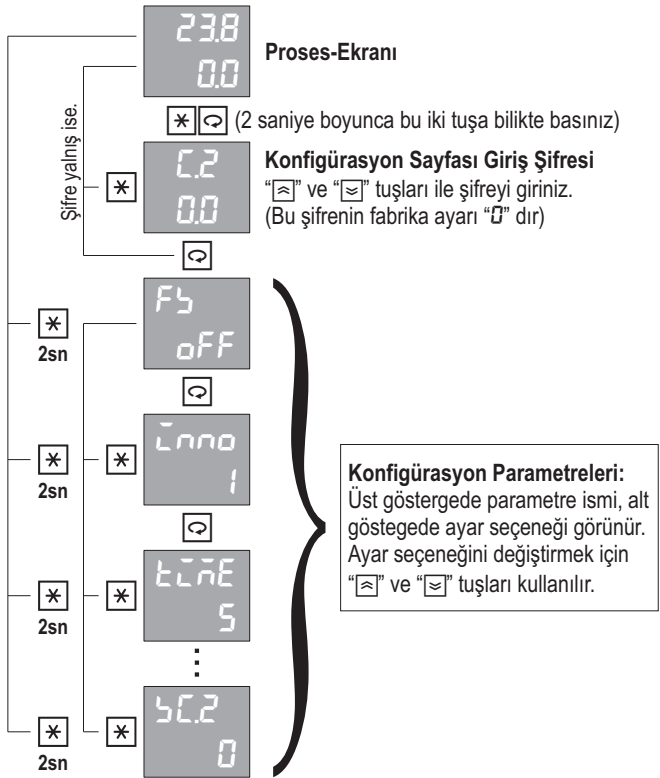 23.8
0.0
Proses-Ekranı
Şifre yalnış ise.
(2 saniye boyunca bu iki tuşa bilikte basınız)
C.2
0.0
Konfigürasyon Sayfası Giriş Şifresi
“” ve “” tuşları ile şifreyi giriniz.
(Bu şifrenin fabrika ayarı “0” dır)
FS
oFF
2sn
inno
1
2sn
Konfigürasyon Parametreleri:
Üst göstergede parametre ismi, alt
göstegede ayar seçeneği görünür.
Ayar seçeneğini değiştirmek için
“” ve “” tuşları kullanılır.
timE
5
2sn
SC.2
0
2sn